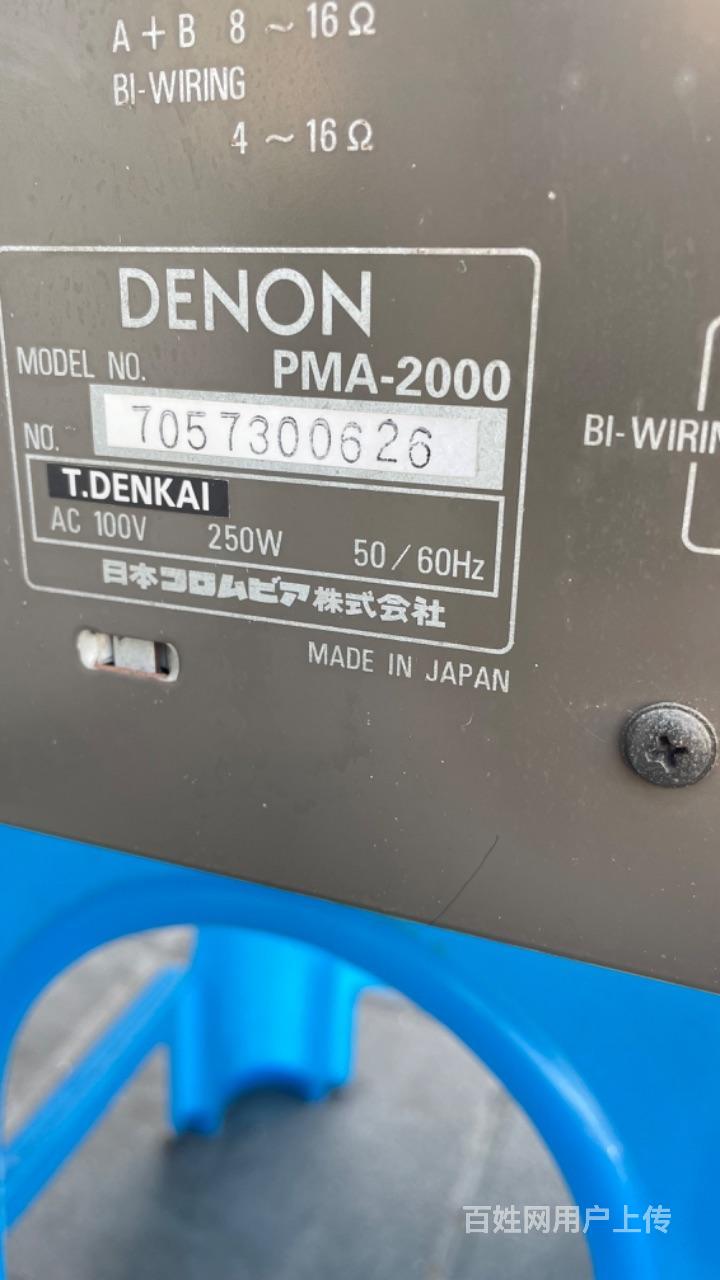 A + B 8 ~ 16 Ω
BI-WIRING
4 ~ 16 Ω
DENON
MODEL NO. PMA-2000
NO. 7057300626
T.DENKAI
AC 100V 250W 50/60Hz
日本コロムビア株式会社
MADE IN JAPAN
BI-WIRIN
百姓网用户上传